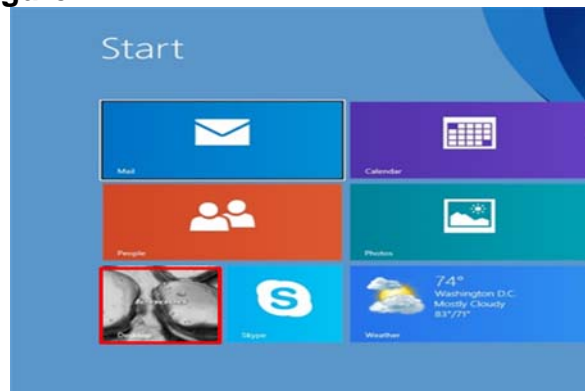 Start
Mail
Calendar
People
Photos
Desktop
Skype
Weather
74°
Washington D.C.
Mostly Cloudy
83°/71°